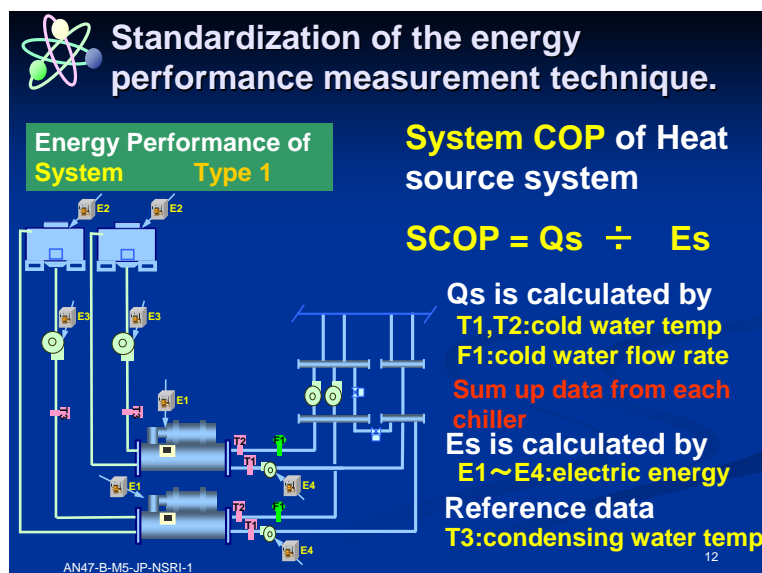 Standardization of the energy
performance measurement technique.
Energy Performance of
System Type 1
System COP of Heat
source system
SCOP = Qs ÷ Es
Qs is calculated by
T1,T2:cold water temp
F1:cold water flow rate
Sum up data from each
chiller
Es is calculated by
E1～E4:electric energy
Reference data
T3:condensing water temp
E2
E2
E3
E3
T3
T3
E1
T2
F1
T1
E4
E1
T2
F1
T1
E4
AN47-B-M5-JP-NSRI-1
12